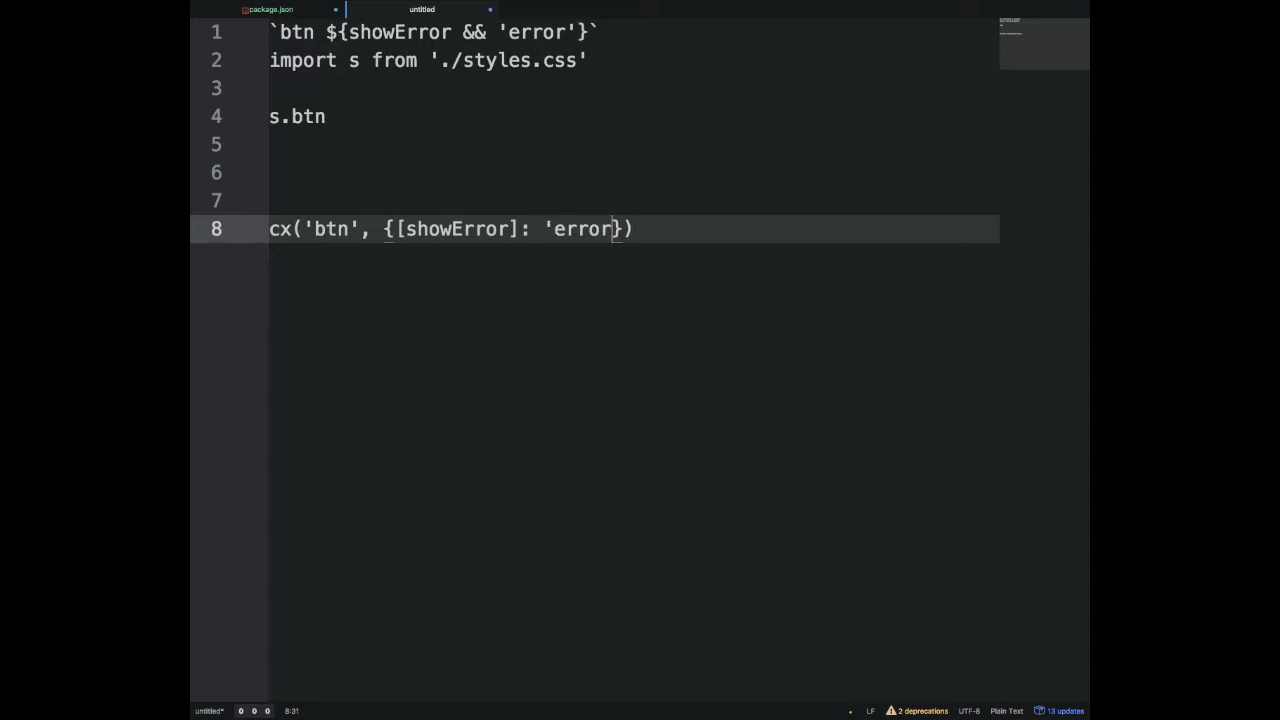 package.json
untitled
1 `btn ${showError && 'error'}`
2 import s from './styles.css'
3
4 s.btn
5
6
7
8 cx('btn', {[showError]: 'error})
untitled* 0 0 0 8:31 LF 2 deprecations UTF-8 Plain Text 13 updates